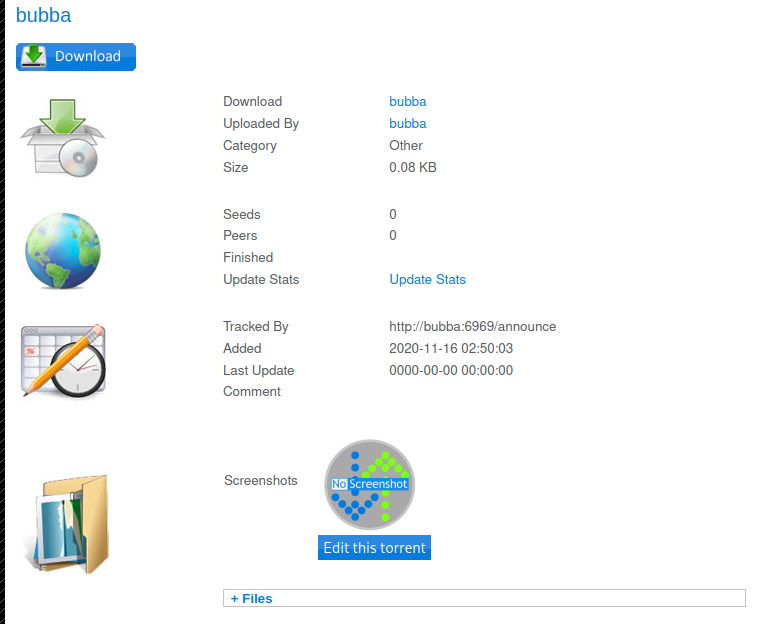 bubba
Download
Download bubba
Uploaded By bubba
Category Other
Size 0.08 KB
Seeds 0
Peers 0
Finished
Update Stats Update Stats
Tracked By http://bubba:6969/announce
Added 2020-11-16 02:50:03
Last Update 0000-00-00 00:00:00
Comment
Screenshots
No Screenshot
Edit this torrent
+ Files